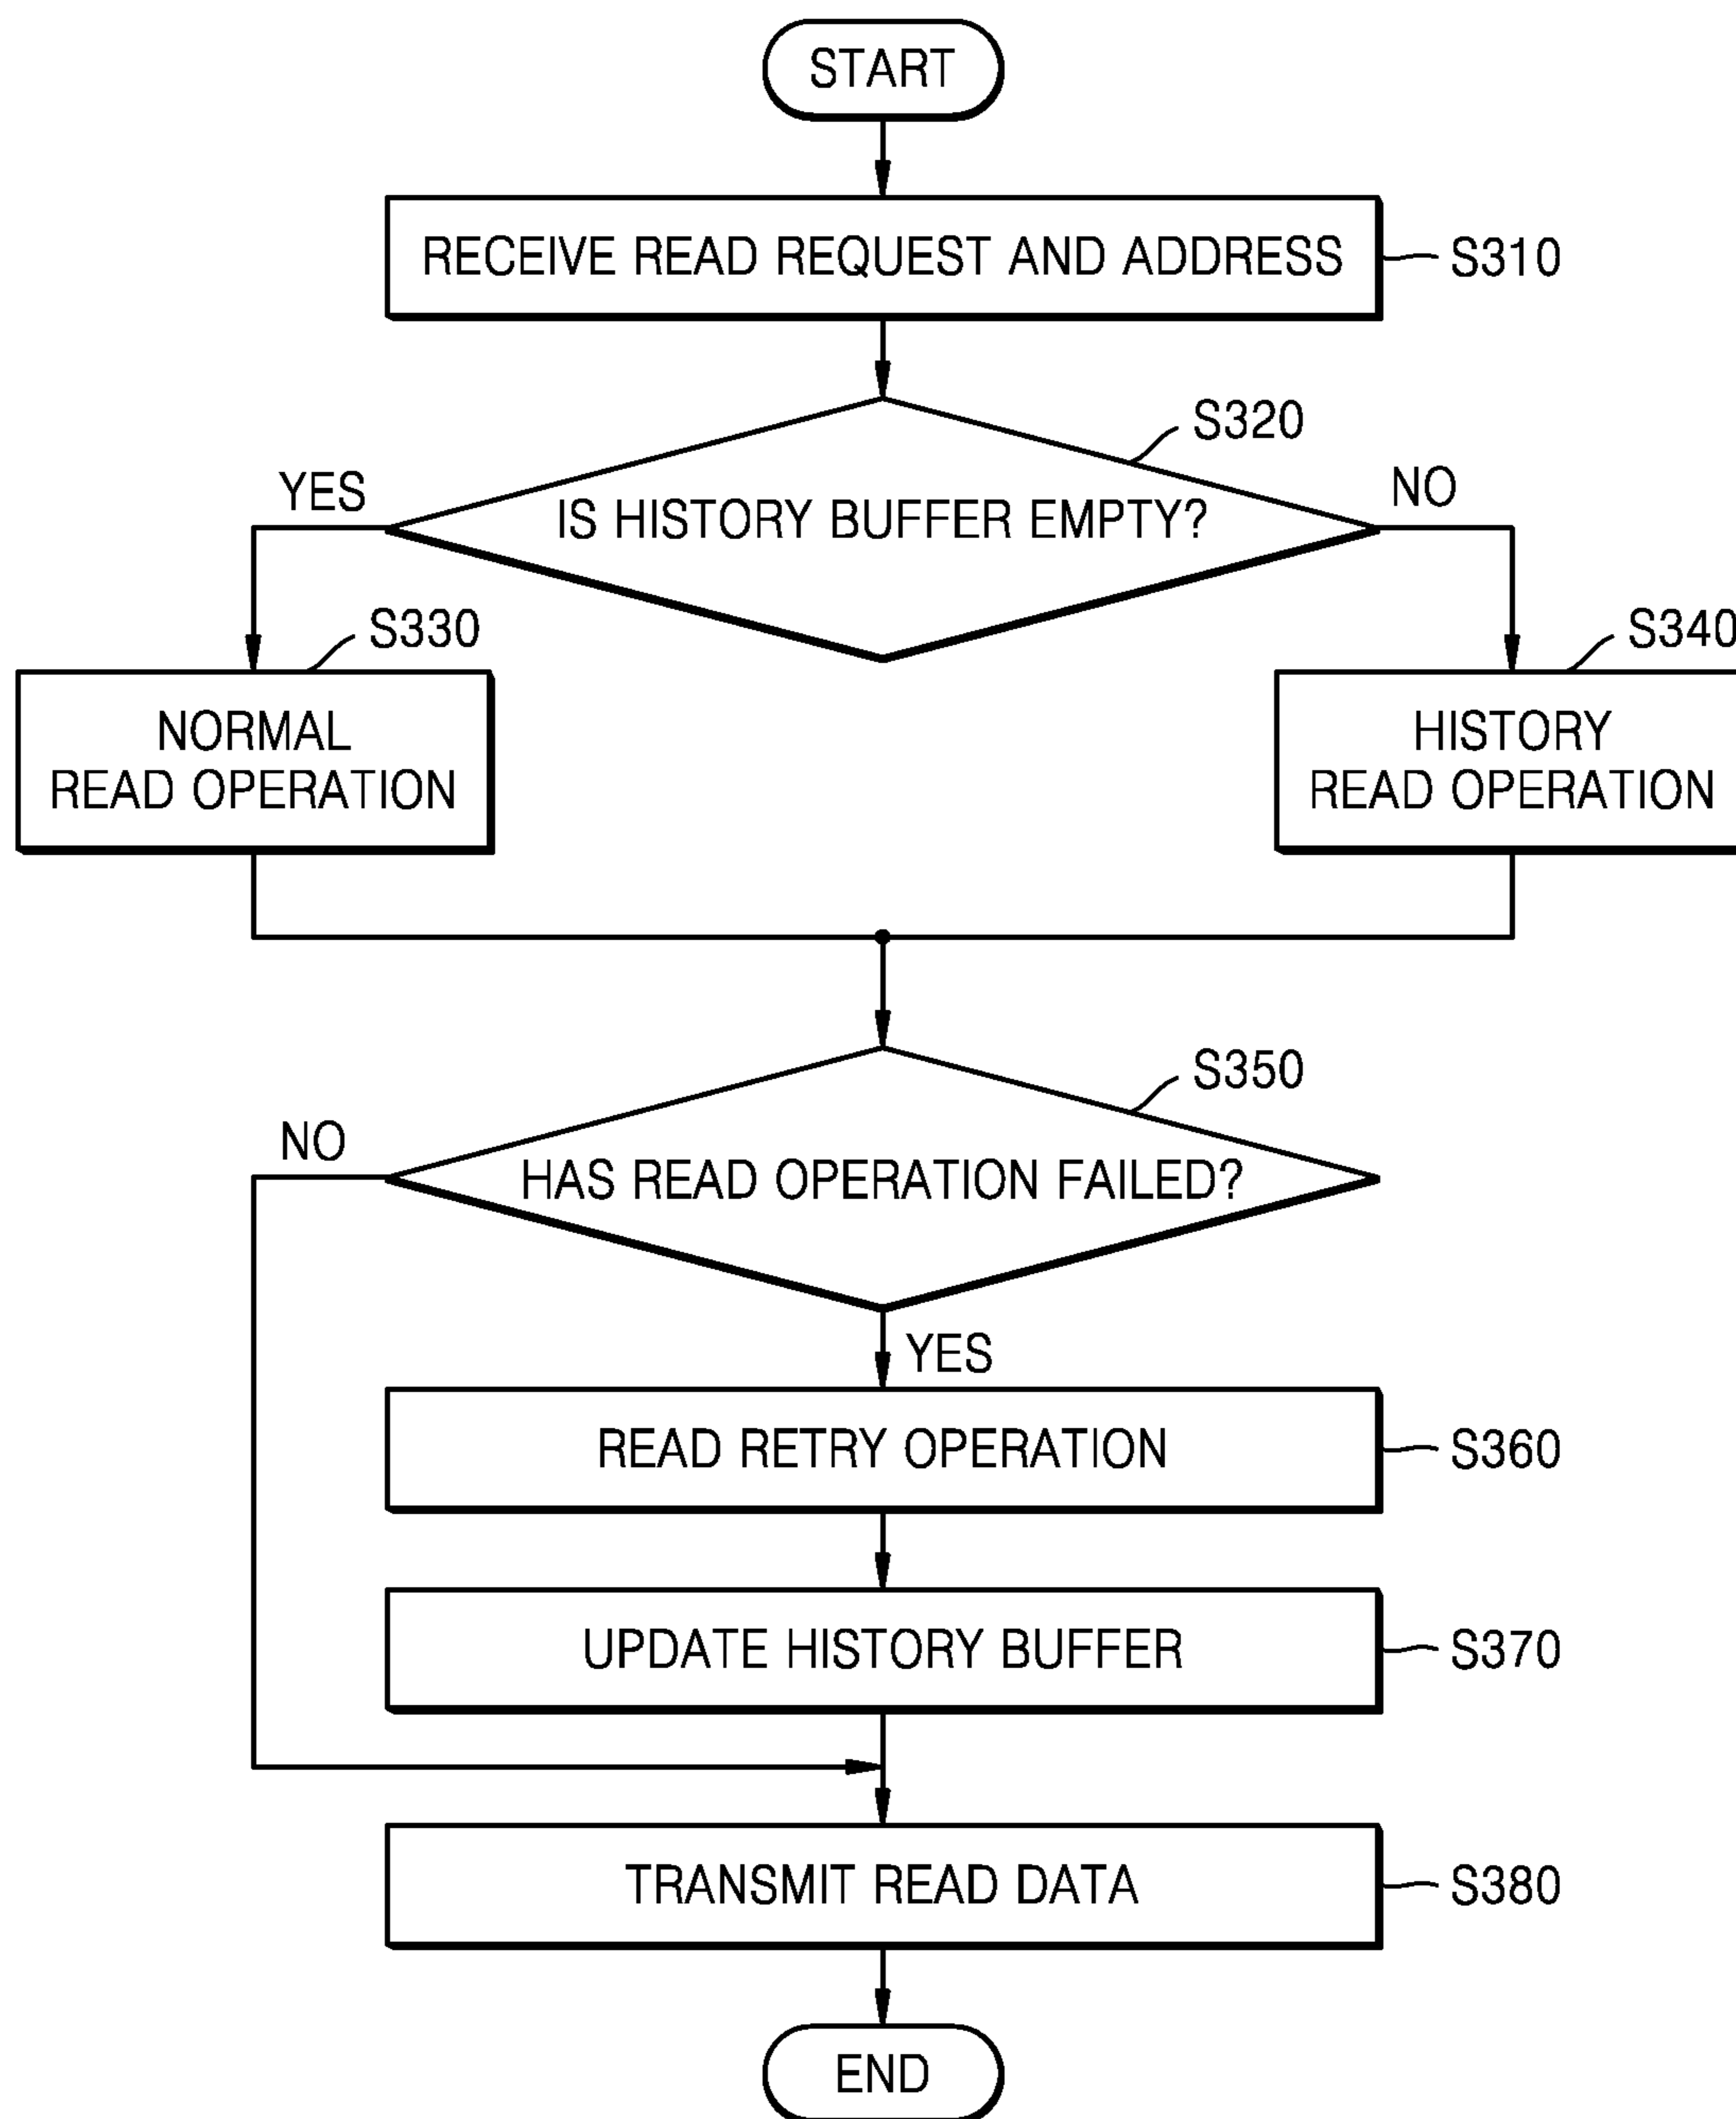 START
RECEIVE READ REQUEST AND ADDRESS
S310
S320
YES
NO
IS HISTORY BUFFER EMPTY?
S330
S340
NORMAL
READ OPERATION
HISTORY
READ OPERATION
S350
NO
HAS READ OPERATION FAILED?
YES
READ RETRY OPERATION
S360
UPDATE HISTORY BUFFER
S370
TRANSMIT READ DATA
S380
END